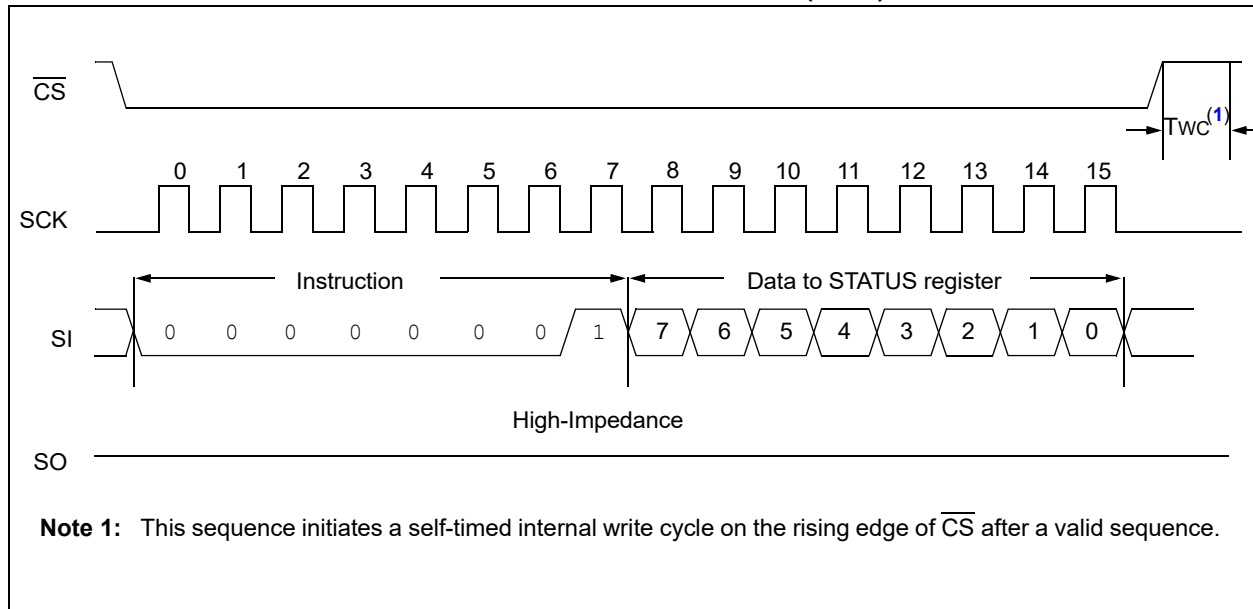 CS
TWC(1)
0 1 2 3 4 5 6 7 8 9 10 11 12 13 14 15
SCK
Instruction Data to STATUS register
SI 0 0 0 0 0 0 0 1 7 6 5 4 3 2 1 0
High-Impedance
SO
Note 1: This sequence initiates a self-timed internal write cycle on the rising edge of CS after a valid sequence.